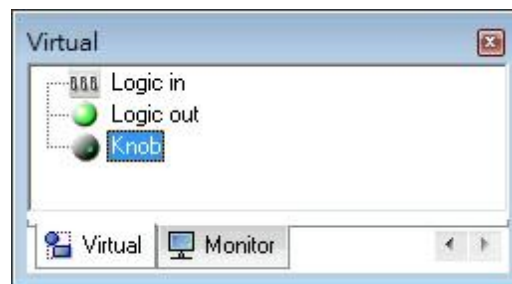 Virtual
Logic in
Logic out
Knob
Virtual Monitor